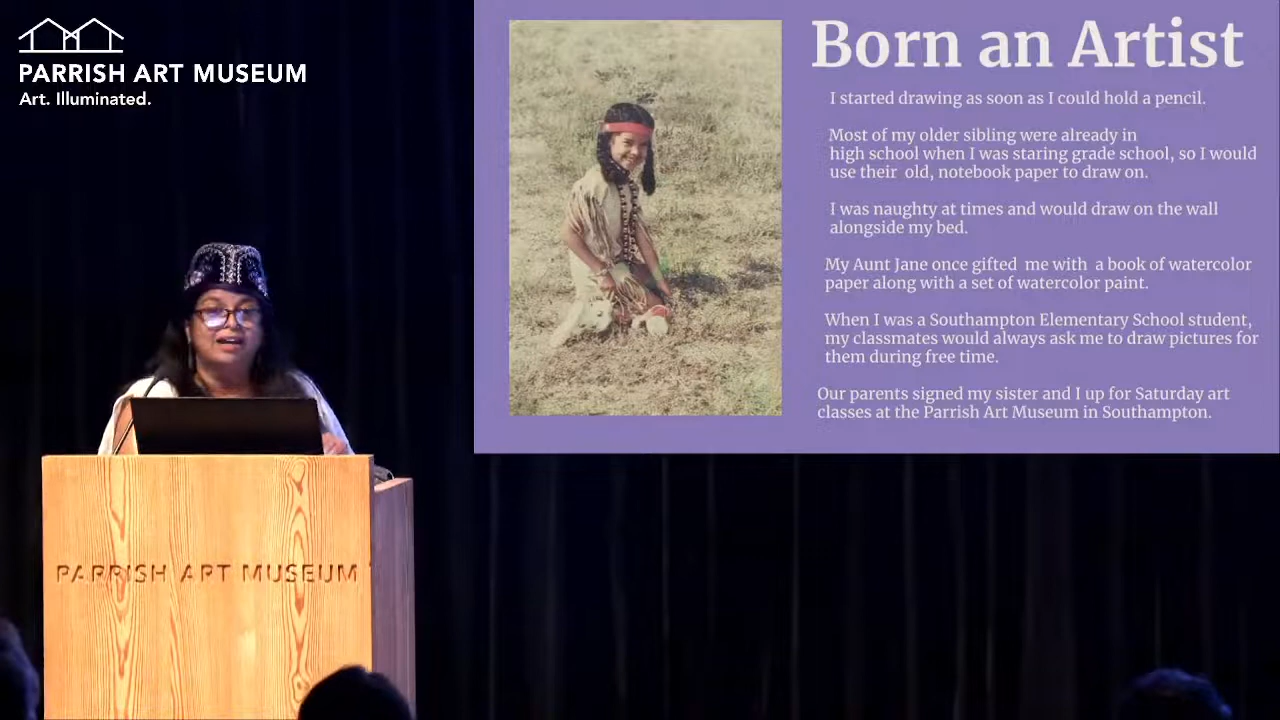 PARRISH ART MUSEUM
Art. Illuminated.
Born an Artist
I started drawing as soon as I could hold a pencil.
Most of my older sibling were already in
high school when I was staring grade school, so I would
use their old, notebook paper to draw on.
I was naughty at times and would draw on the wall
alongside my bed.
My Aunt Jane once gifted me with a book of watercolor
paper along with a set of watercolor paint.
When I was a Southampton Elementary School student,
my classmates would always ask me to draw pictures for
them during free time.
Our parents signed my sister and I up for Saturday art
classes at the Parrish Art Museum in Southampton.
PARRISH ART MUSEUM